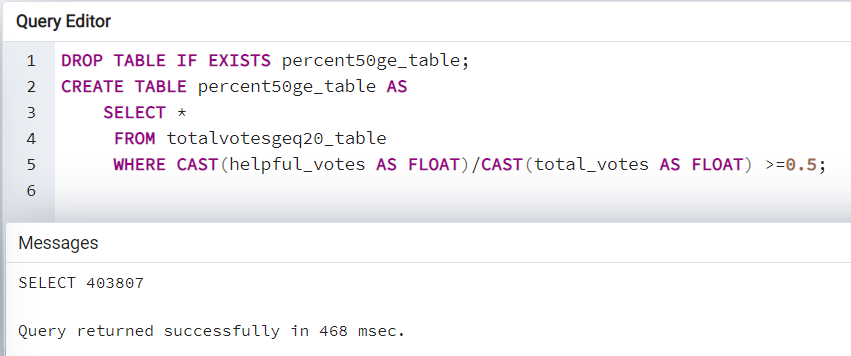 Query Editor
1 DROP TABLE IF EXISTS percent50ge_table;
2 CREATE TABLE percent50ge_table AS
3 SELECT *
4 FROM totalvotesgeq20_table
5 WHERE CAST(helpful_votes AS FLOAT)/CAST(total_votes AS FLOAT) >=0.5;
6
Messages
SELECT 403807
Query returned successfully in 468 msec.